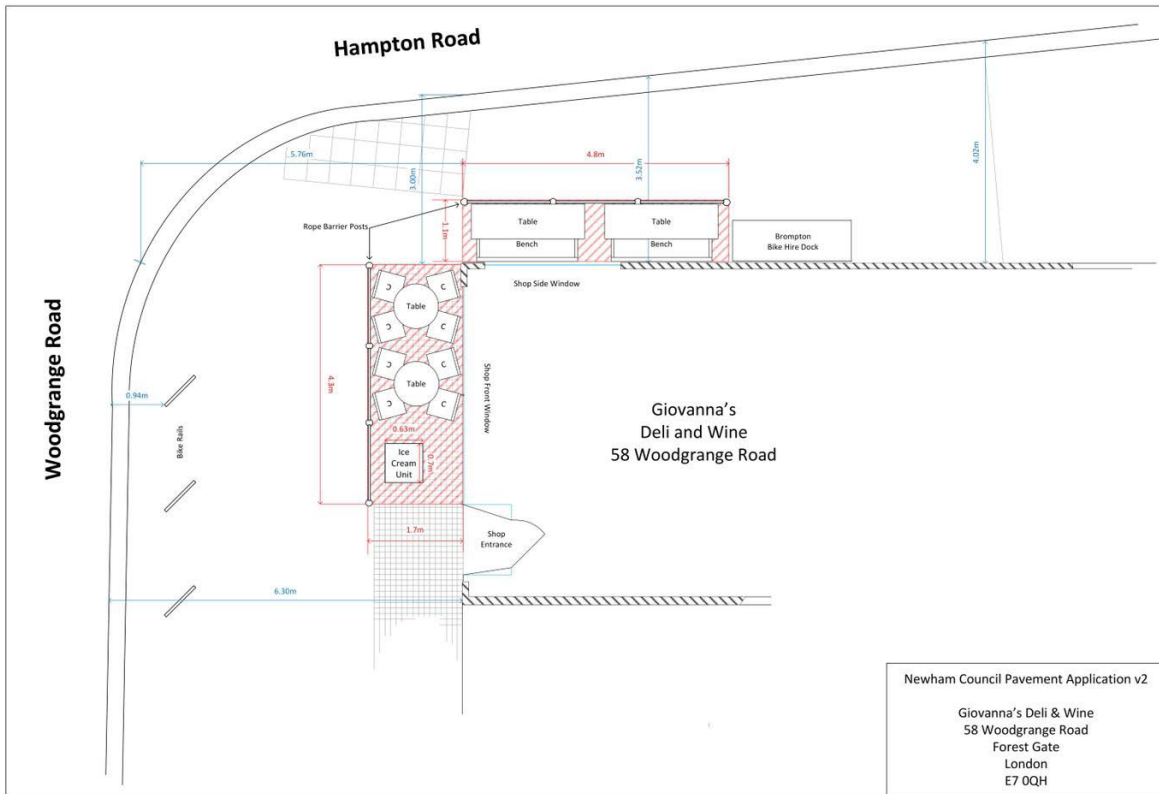 Hampton Road
5.76m
3.00m
4.8m
3.52m
4.02m
1.1m
Rope Barrier Posts
Table
Table
Bench
Bench
Brompton
Bike Hire Dock
Shop Side Window
Woodgrange Road
C
C
Table
C
C
C
C
Table
C
C
4.3m
Shop Front Window
0.94m
Bike Rails
0.63m
0.7m
Ice
Cream
Unit
Giovanna's
Deli and Wine
58 Woodgrange Road
1.7m
Shop
Entrance
6.30m
Newham Council Pavement Application v2
Giovanna's Deli & Wine
58 Woodgrange Road
Forest Gate
London
E7 0QH